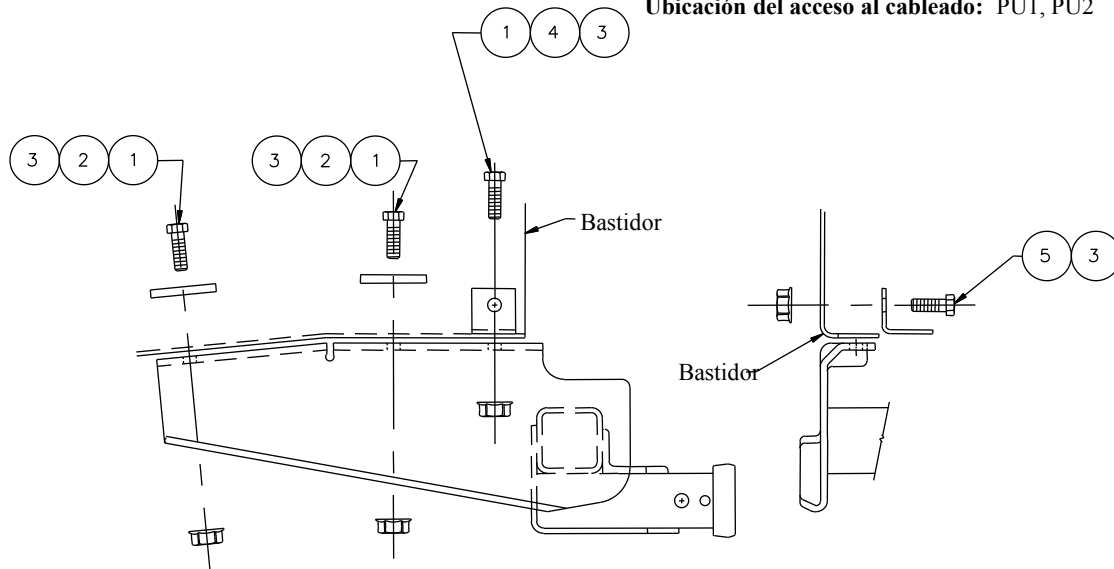 Ubicación del acceso al cableado: PU1, PU2
1 4 3
3 2 1
3 2 1
Bastidor
5 3
Bastidor